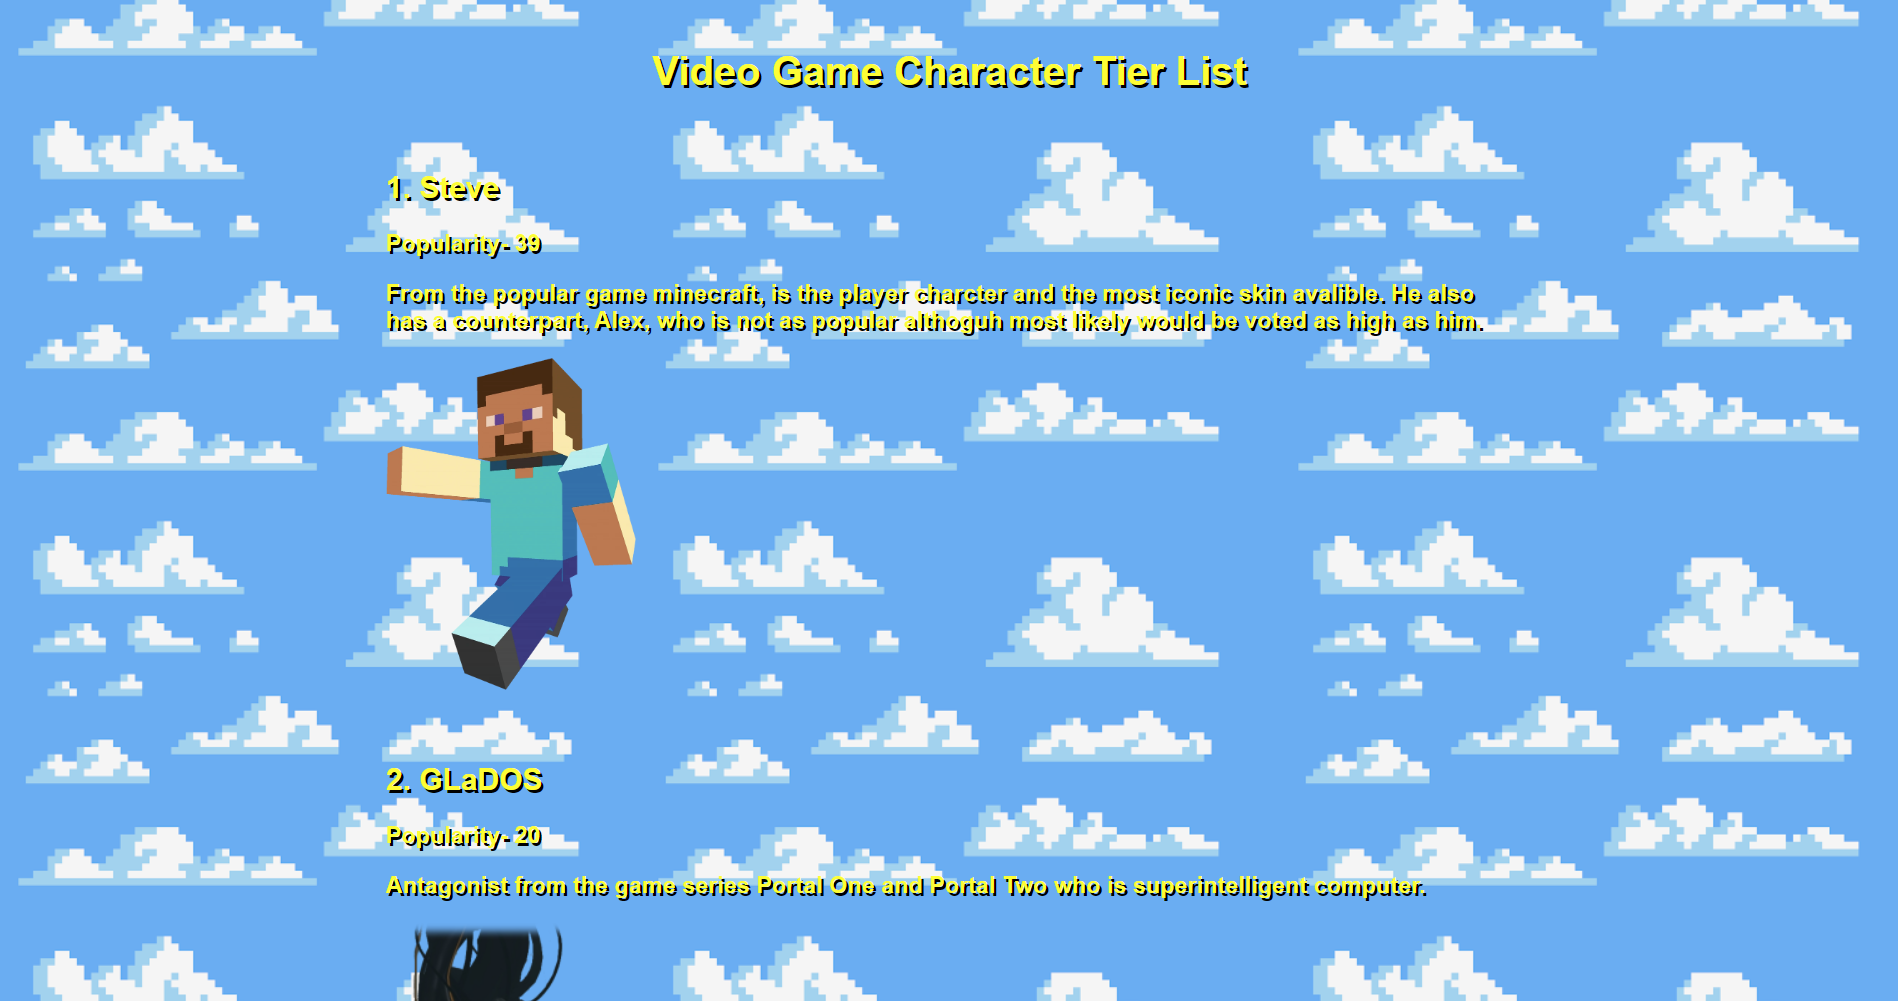 Video Game Character Tier List
1. Steve
Popularity- 39
From the popular game minecraft, is the player charcter and the most iconic skin avalible. He also
has a counterpart, Alex, who is not as popular althoguh most likely would be voted as high as him.
2. GLaDOS
Popularity- 20
Antagonist from the game series Portal One and Portal Two who is superintelligent computer.